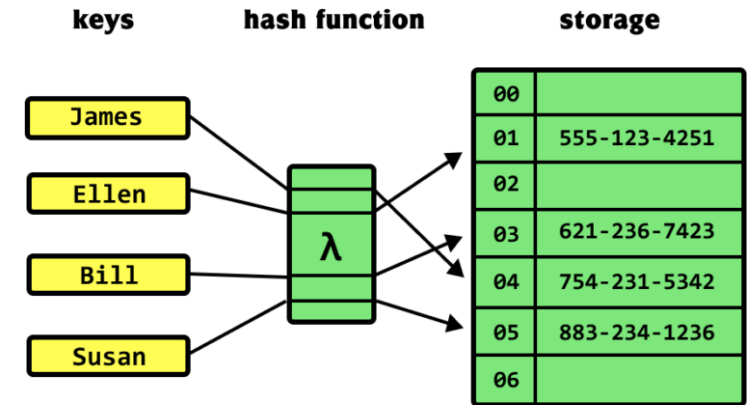 keys hash function storage
James
Ellen
Bill
Susan
λ
00
01 555-123-4251
02
03 621-236-7423
04 754-231-5342
05 883-234-1236
06